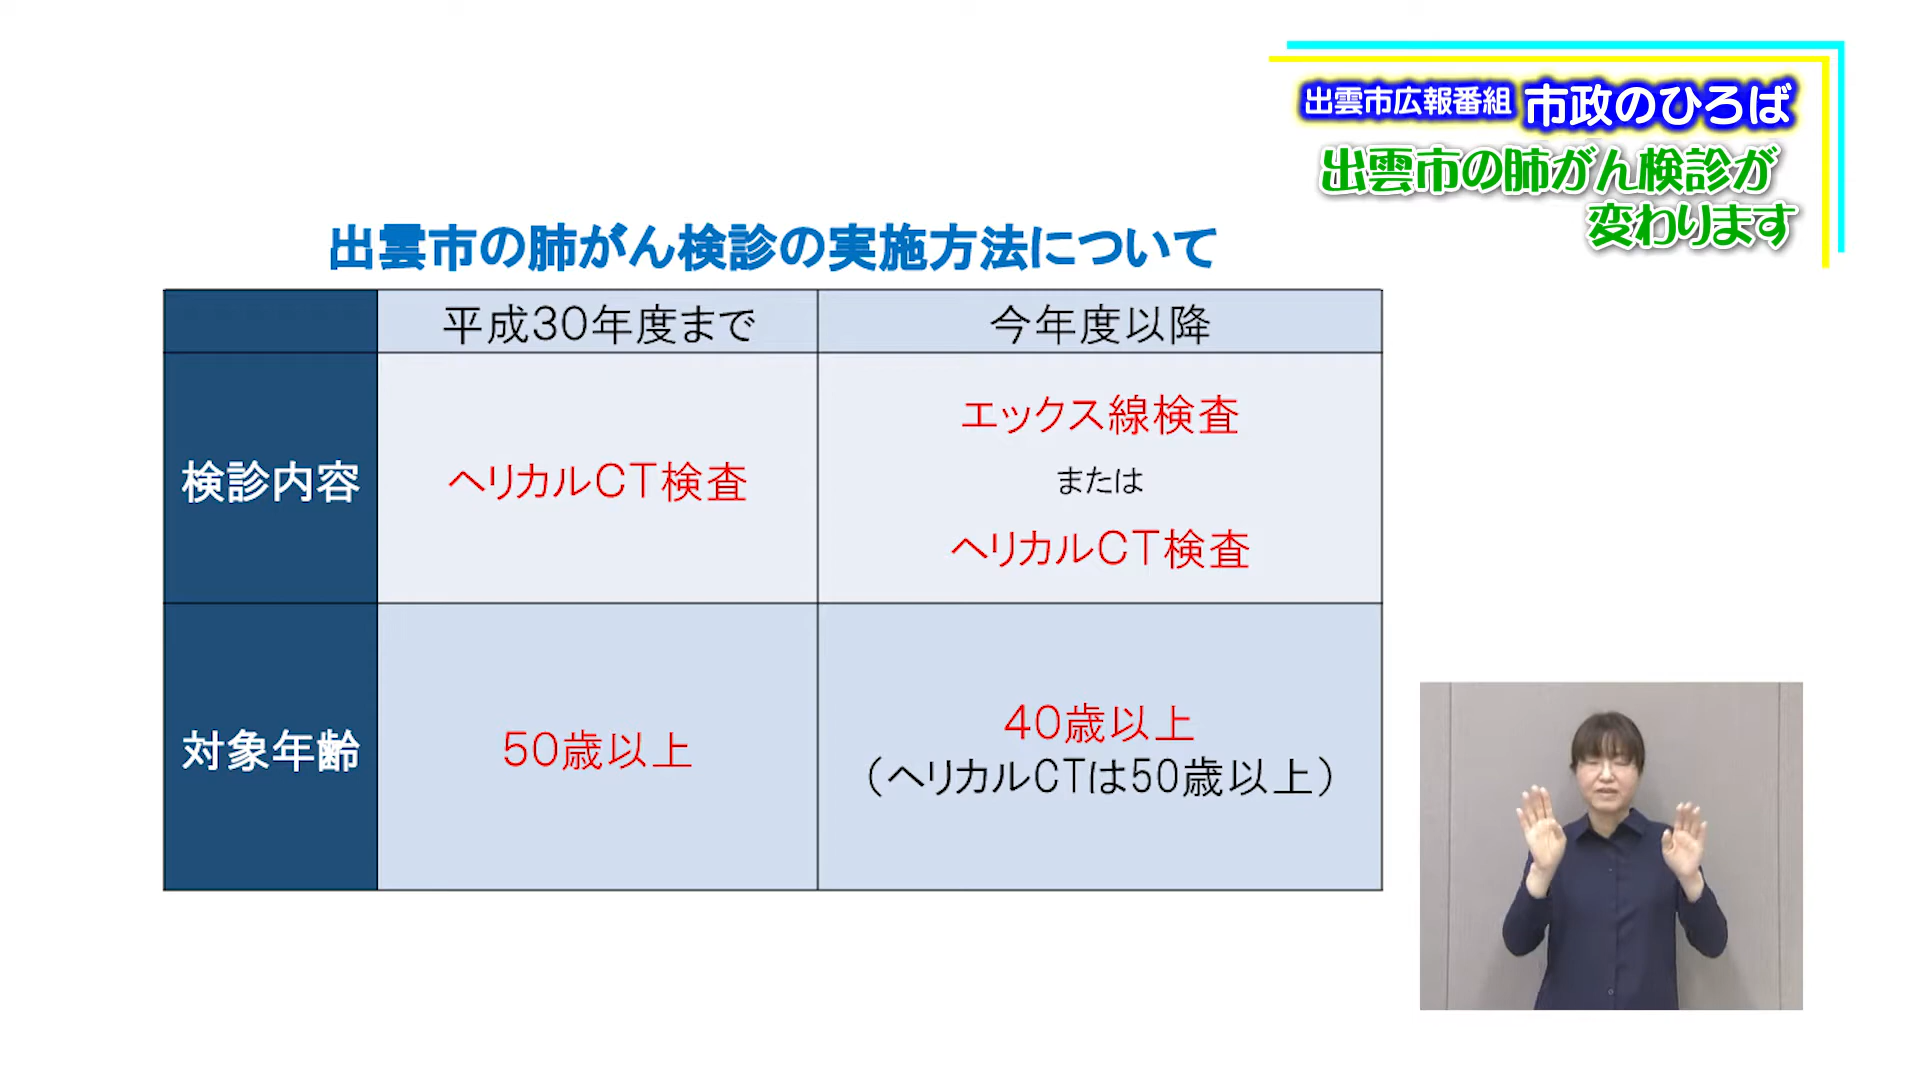 出雲市広報番組 市政のひろば
出雲市の肺がん検診が
変わります
出雲市の肺がん検診の実施方法について
平成30年度まで
今年度以降
検診内容
ヘリカルCT検査
エックス線検査
または
ヘリカルCT検査
対象年齢
50歳以上
40歳以上
（ヘリカルCTは50歳以上）